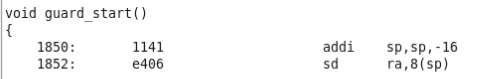 void guard_start()
{
    1850:       1141                    addi    sp,sp,-16
    1852:       e406                    sd      ra,8(sp)